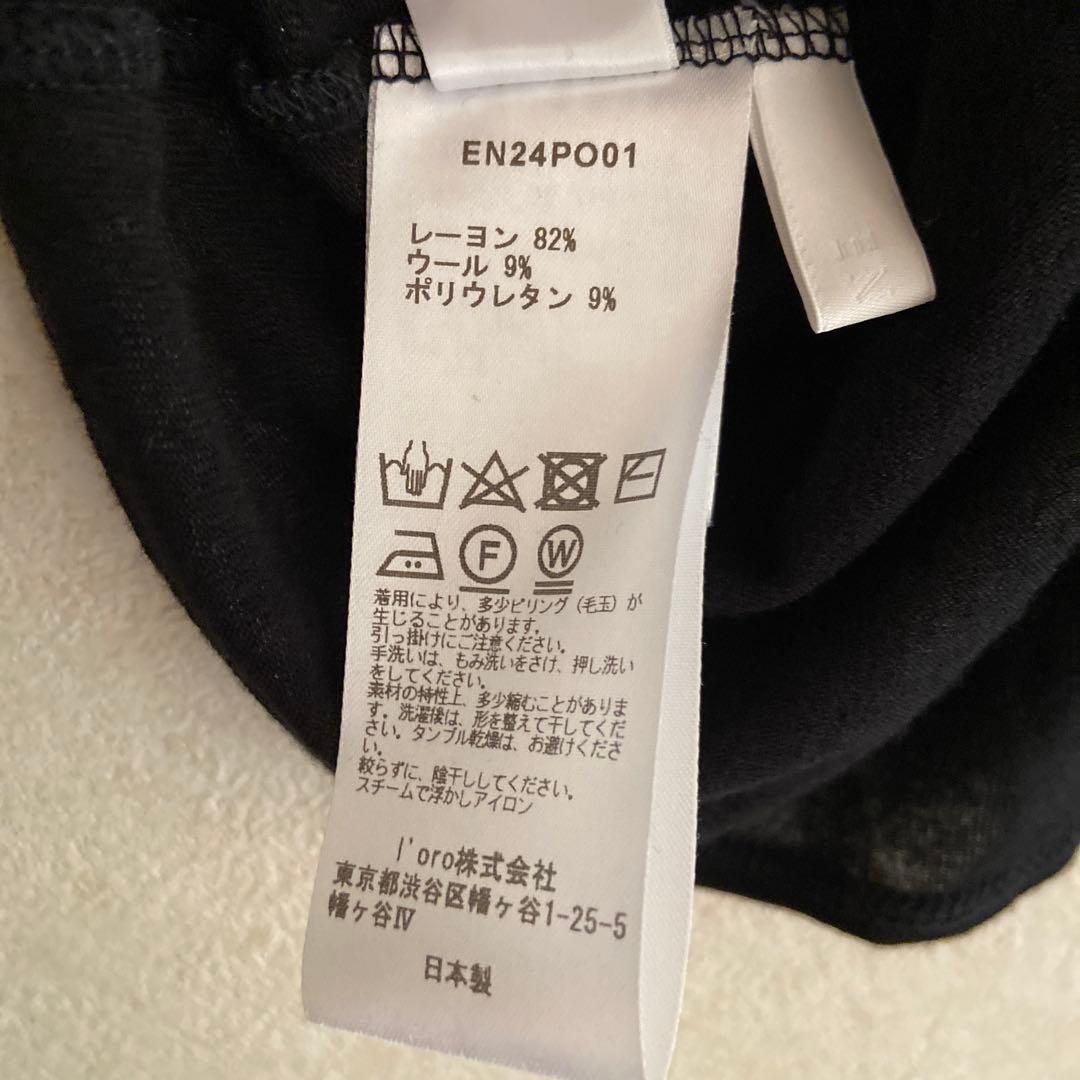 EN24PO01
レーヨン 82%
ウール 9%
ポリウレタン 9%
F W
着用により、多少ピリング（毛玉）が
生じることがあります。
引っ掛けにご注意ください。
手洗いは、もみ洗いをさけ、押し洗い
をしてください。
素材の特性上、多少縮むことがありま
す。洗濯後は、形を整えて干してくだ
さい。タンブル乾燥は、お避けくださ
い。
絞らずに、陰干ししてください。
スチームで浮かしアイロン
l'oro株式会社
東京都渋谷区幡ヶ谷1-25-5
幡ヶ谷Ⅳ
日本製